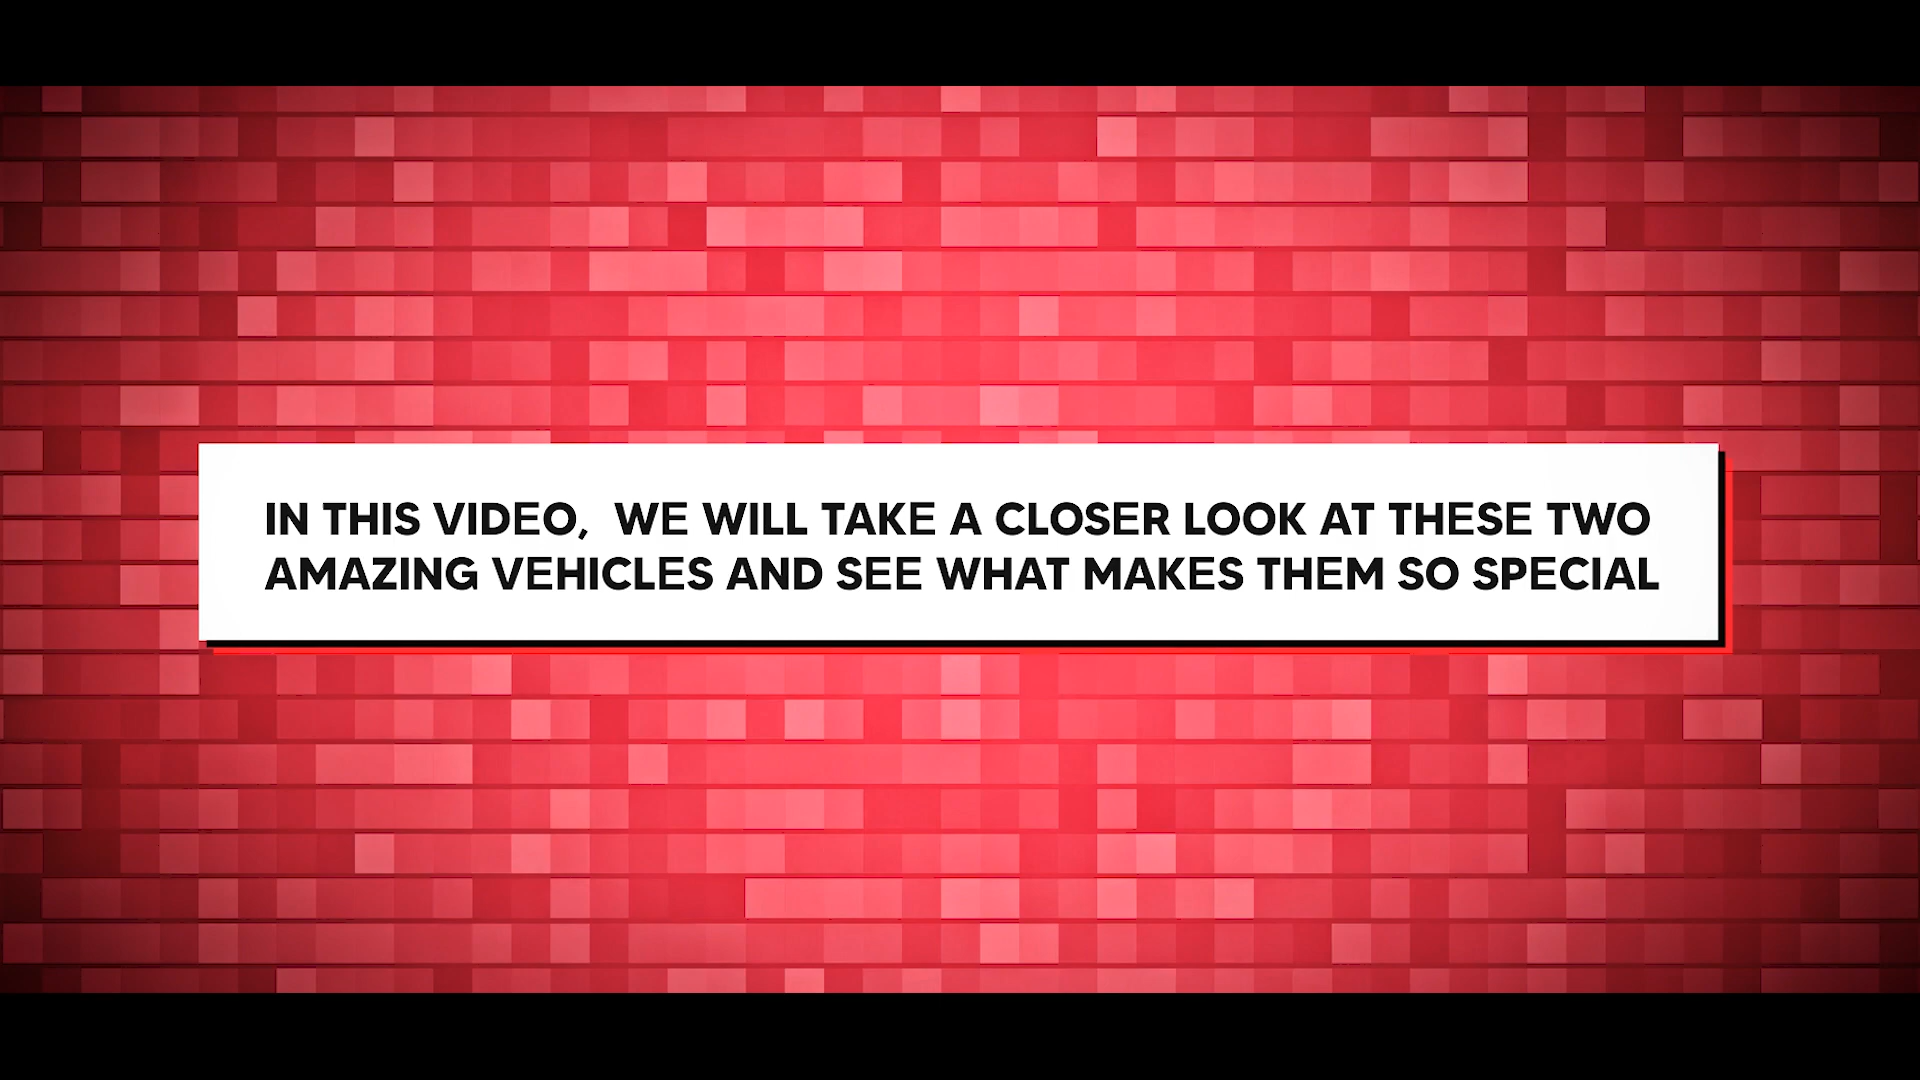 IN THIS VIDEO,  WE WILL TAKE A CLOSER LOOK AT THESE TWO
AMAZING VEHICLES AND SEE WHAT MAKES THEM SO SPECIAL